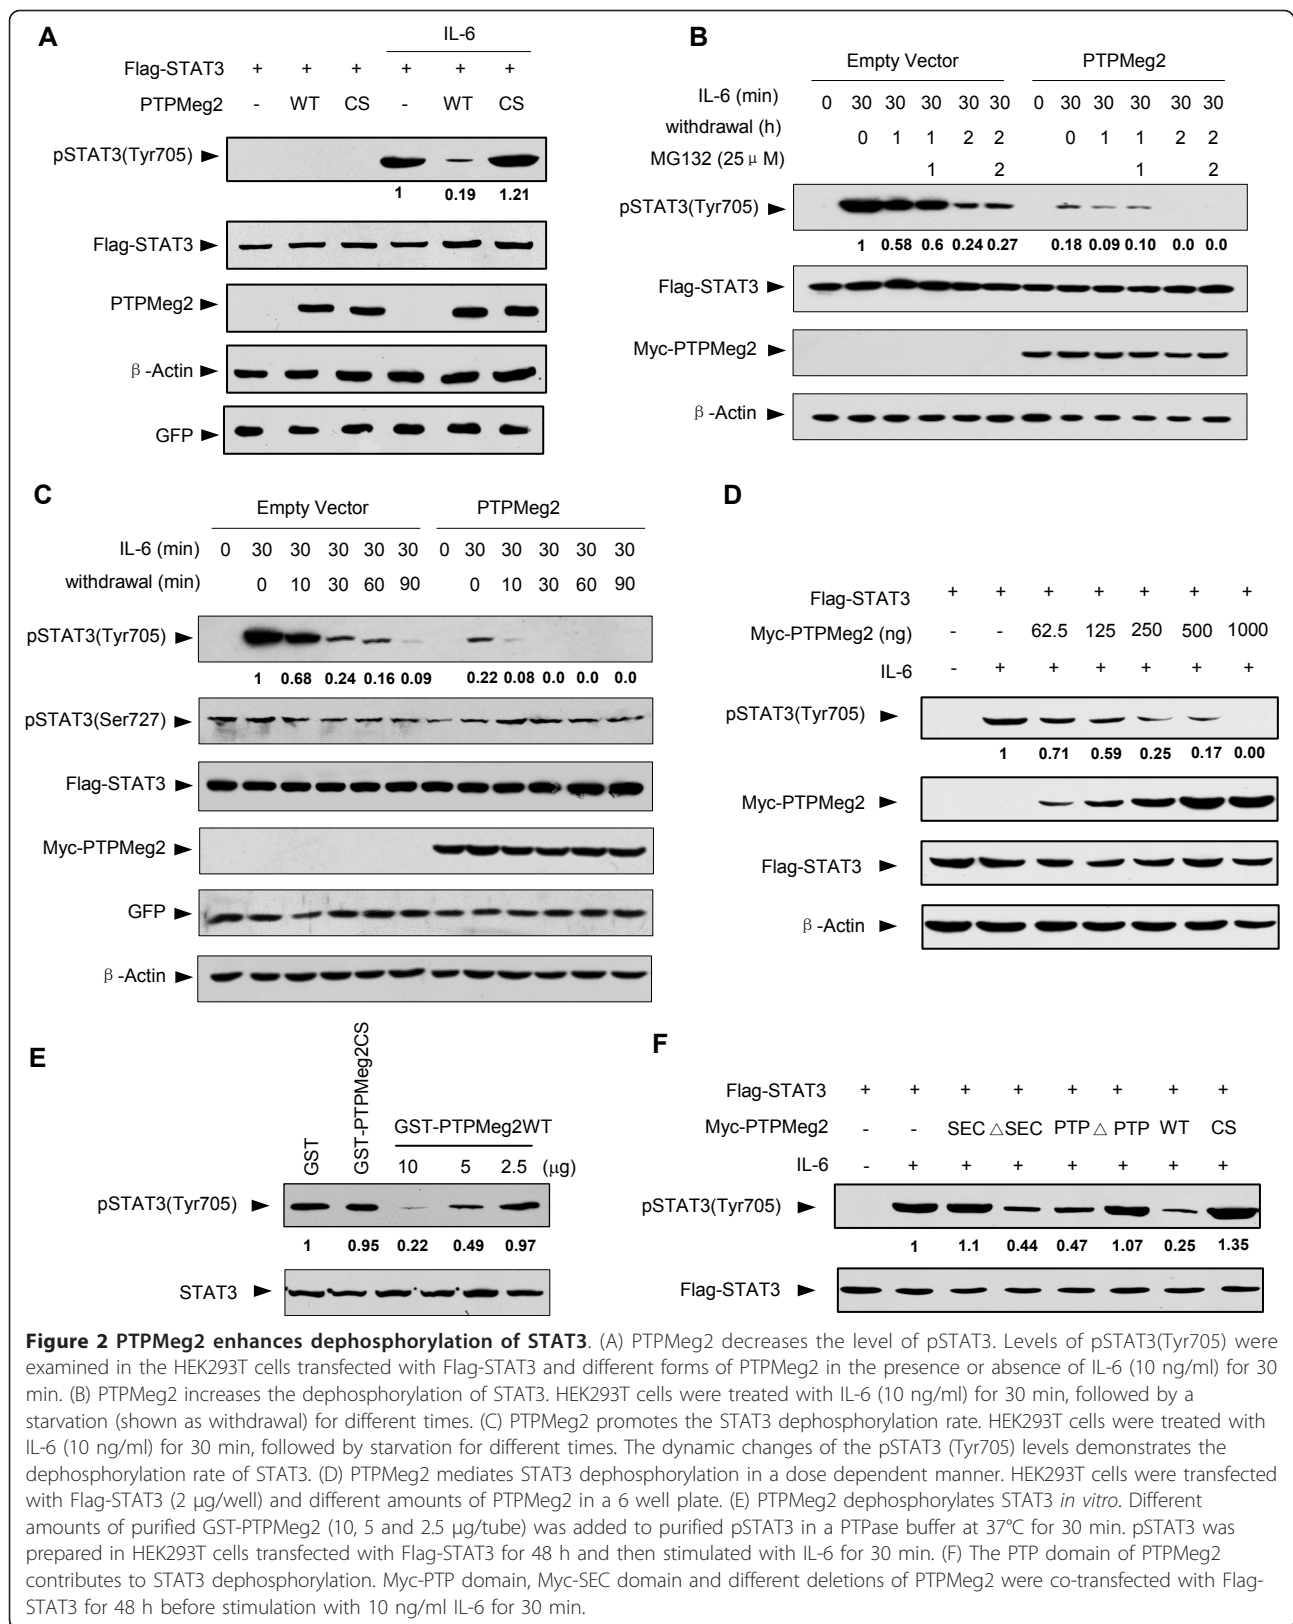 A
IL-6
Flag-STAT3 + + + + + +
PTPMeg2 - WT CS - WT CS
pSTAT3(Tyr705) ►
1 0.19 1.21
Flag-STAT3 ►
PTPMeg2 ►
β-Actin ►
GFP ►
B
Empty Vector PTPMeg2
IL-6 (min) 0 30 30 30 30 30 0 30 30 30 30 30
withdrawal (h) 0 1 1 2 2 0 1 1 2 2
MG132 (25 μM) 1 2 1 2
pSTAT3(Tyr705) ►
1 0.58 0.6 0.24 0.27 0.18 0.09 0.10 0.0 0.0
Flag-STAT3 ►
Myc-PTPMeg2 ►
β-Actin ►
C
Empty Vector PTPMeg2
IL-6 (min) 0 30 30 30 30 30 0 30 30 30 30 30
withdrawal (min) 0 10 30 60 90 0 10 30 60 90
pSTAT3(Tyr705) ►
1 0.68 0.24 0.16 0.09 0.22 0.08 0.0 0.0 0.0
pSTAT3(Ser727) ►
Flag-STAT3 ►
Myc-PTPMeg2 ►
GFP ►
β-Actin ►
D
Flag-STAT3 + + + + + + +
Myc-PTPMeg2 (ng) - - 62.5 125 250 500 1000
IL-6 - + + + + + +
pSTAT3(Tyr705) ►
1 0.71 0.59 0.25 0.17 0.00
Myc-PTPMeg2 ►
Flag-STAT3 ►
β-Actin ►
E
GST GST-PTPMeg2CS GST-PTPMeg2WT
10 5 2.5 (μg)
pSTAT3(Tyr705) ►
1 0.95 0.22 0.49 0.97
STAT3 ►
F
Flag-STAT3 + + + + + + + +
Myc-PTPMeg2 - - SEC △SEC PTP △ PTP WT CS
IL-6 - + + + + + + +
pSTAT3(Tyr705) ►
1 1.1 0.44 0.47 1.07 0.25 1.35
Flag-STAT3 ►
Figure 2 PTPMeg2 enhances dephosphorylation of STAT3. (A) PTPMeg2 decreases the level of pSTAT3. Levels of pSTAT3(Tyr705) were
examined in the HEK293T cells transfected with Flag-STAT3 and different forms of PTPMeg2 in the presence or absence of IL-6 (10 ng/ml) for 30
min. (B) PTPMeg2 increases the dephosphorylation of STAT3. HEK293T cells were treated with IL-6 (10 ng/ml) for 30 min, followed by a
starvation (shown as withdrawal) for different times. (C) PTPMeg2 promotes the STAT3 dephosphorylation rate. HEK293T cells were treated with
IL-6 (10 ng/ml) for 30 min, followed by starvation for different times. The dynamic changes of the pSTAT3 (Tyr705) levels demonstrates the
dephosphorylation rate of STAT3. (D) PTPMeg2 mediates STAT3 dephosphorylation in a dose dependent manner. HEK293T cells were transfected
with Flag-STAT3 (2 μg/well) and different amounts of PTPMeg2 in a 6 well plate. (E) PTPMeg2 dephosphorylates STAT3 in vitro. Different
amounts of purified GST-PTPMeg2 (10, 5 and 2.5 μg/tube) was added to purified pSTAT3 in a PTPase buffer at 37°C for 30 min. pSTAT3 was
prepared in HEK293T cells transfected with Flag-STAT3 for 48 h and then stimulated with IL-6 for 30 min. (F) The PTP domain of PTPMeg2
contributes to STAT3 dephosphorylation. Myc-PTP domain, Myc-SEC domain and different deletions of PTPMeg2 were co-transfected with Flag-
STAT3 for 48 h before stimulation with 10 ng/ml IL-6 for 30 min.